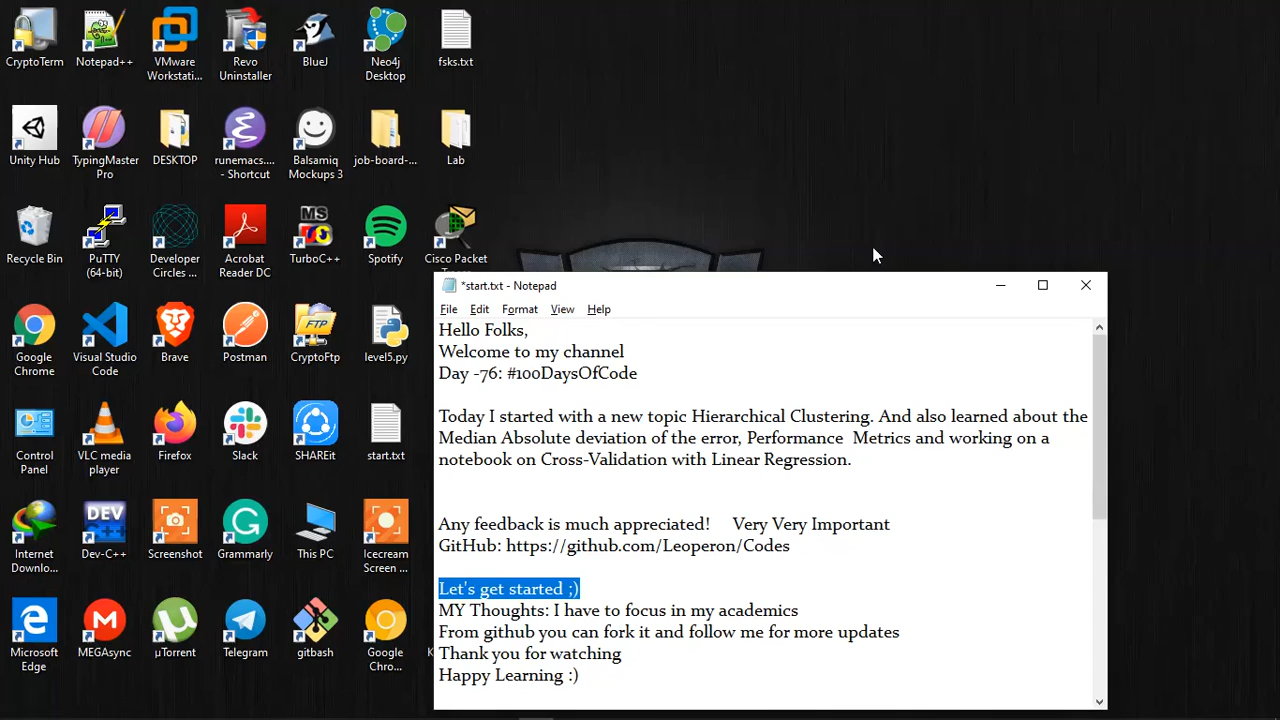 CryptoTerm
Notepad++
VMware
Workstati...
Revo
Uninstaller
BlueJ
Neo4j
Desktop
fsks.txt
Unity Hub
TypingMaster
Pro
DESKTOP
runemacs....
- Shortcut
Balsamiq
Mockups 3
job-board-...
Lab
Recycle Bin
PuTTY
(64-bit)
Developer
Circles ...
Acrobat
Reader DC
MS
TurboC++
Spotify
Cisco Packet
Google
Chrome
Visual Studio
Code
Brave
Postman
FTP
CryptoFtp
level5.py
Control
Panel
VLC media
player
Firefox
Slack
SHAREit
start.txt
Internet
Downlo...
DEV
Dev-C++
Screenshot
Grammarly
This PC
Icecream
Screen ...
Microsoft
Edge
MEGAsync
µTorrent
Telegram
gitbash
Google
Chro...
*start.txt - Notepad
File Edit Format View Help
Hello Folks,
Welcome to my channel
Day -76: #100DaysOfCode
Today I started with a new topic Hierarchical Clustering. And also learned about the
Median Absolute deviation of the error, Performance  Metrics and working on a
notebook on Cross-Validation with Linear Regression.
Any feedback is much appreciated!    Very Very Important
GitHub: https://github.com/Leoperon/Codes
Let's get started ;)
MY Thoughts: I have to focus in my academics
From github you can fork it and follow me for more updates
Thank you for watching
Happy Learning :)